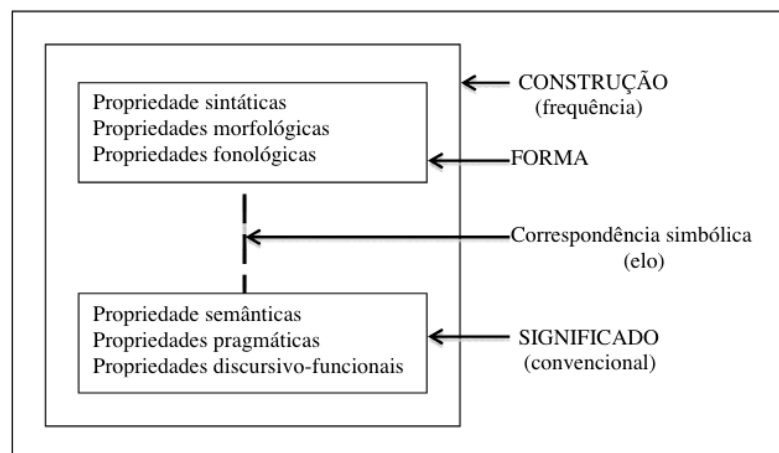 Propriedade sintáticas
Propriedades morfológicas
Propriedades fonológicas
CONSTRUÇÃO
(frequência)
FORMA
Correspondência simbólica
(elo)
Propriedade semânticas
Propriedades pragmáticas
Propriedades discursivo-funcionais
SIGNIFICADO
(convencional)